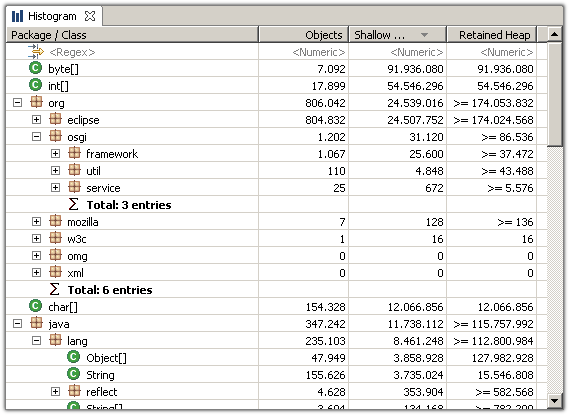 Histogram
Package / Class Objects Shallow ... Retained Heap
<Regex> <Numeric> <Numeric> <Numeric>
byte[] 7.092 91.936.080 91.936.080
int[] 17.899 54.546.296 54.546.296
org 806.042 24.539.016 >= 174.053.832
eclipse 804.832 24.507.752 >= 174.024.568
osgi 1.202 31.120 >= 86.536
framework 1.067 25.600 >= 37.472
util 110 4.848 >= 43.488
service 25 672 >= 5.576
Σ Total: 3 entries
mozilla 7 128 >= 136
w3c 1 16 16
omg 0 0 0
xml 0 0 0
Σ Total: 6 entries
char[] 154.328 12.066.856 12.066.856
java 347.242 11.738.112 >= 115.757.992
lang 235.103 8.461.248 >= 112.800.984
Object[] 47.949 3.858.928 127.982.928
String 155.626 3.735.024 15.546.808
reflect 4.628 353.904 >= 582.568
String[] 3.604 134.168 >= 782.200